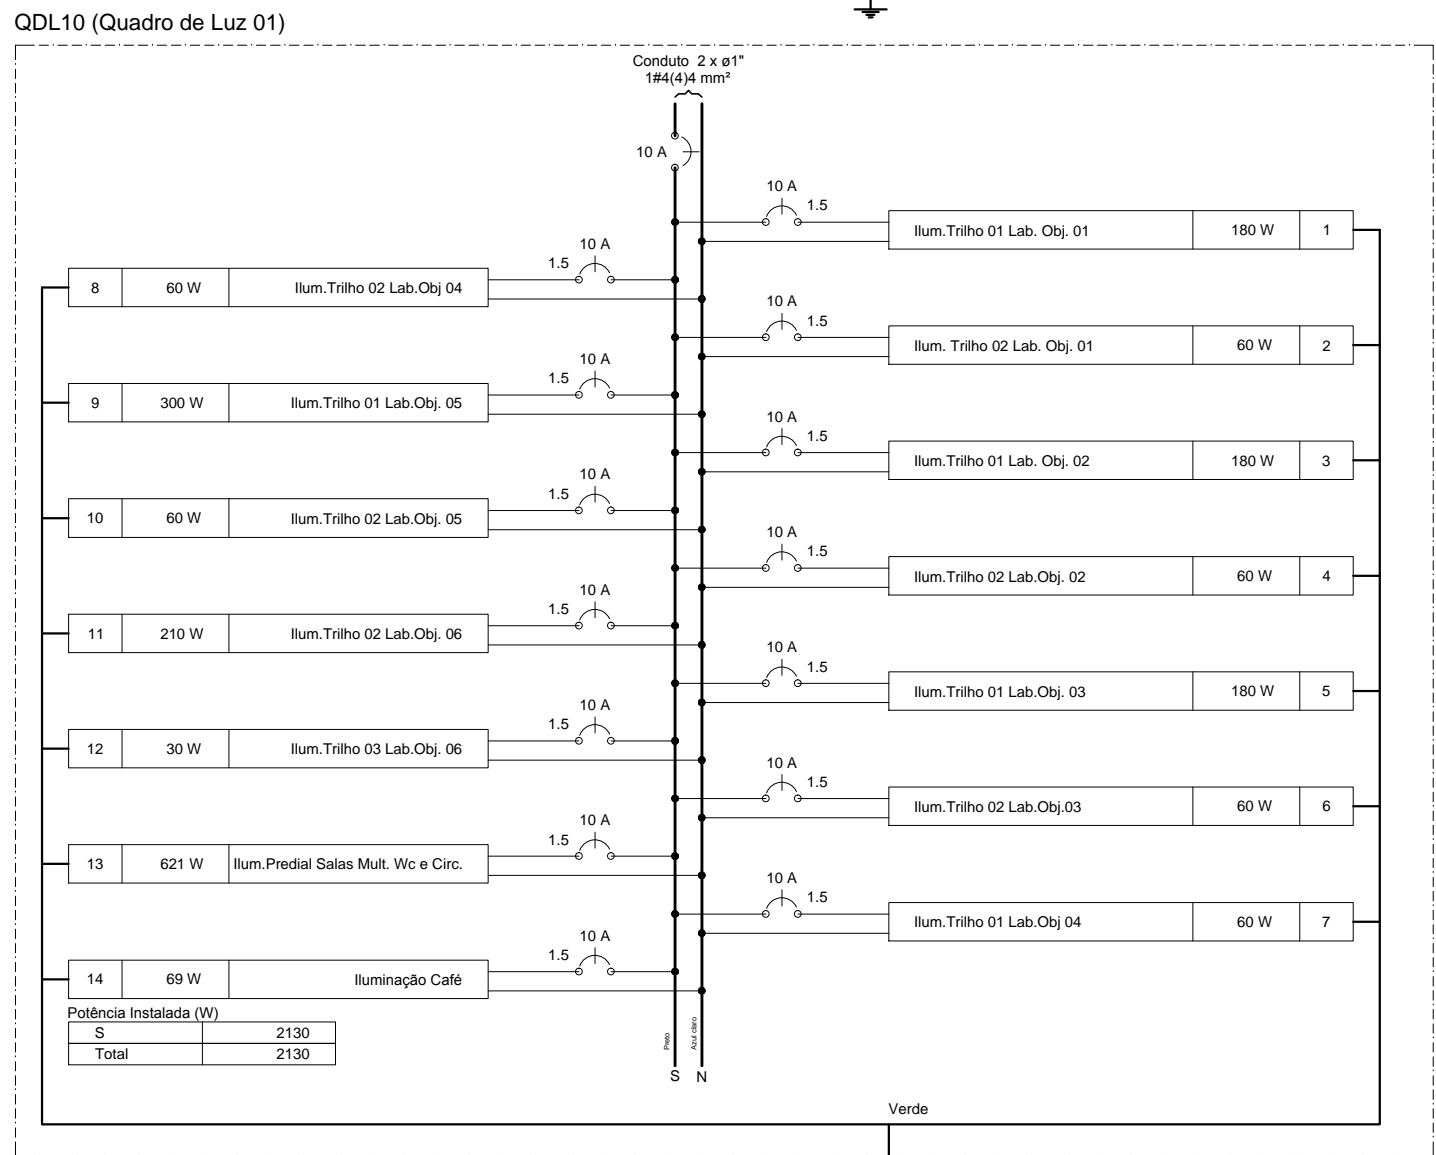 QDL10 (Quadro de Luz 01)
Conduto 2 x ø1"
1#4(4)4 mm²
10 A
10 A
1.5
Ilum.Trilho 01 Lab. Obj. 01 180 W 1
10 A
1.5
8 60 W Ilum.Trilho 02 Lab.Obj 04
10 A
1.5
Ilum. Trilho 02 Lab. Obj. 01 60 W 2
10 A
1.5
9 300 W Ilum.Trilho 01 Lab.Obj. 05
10 A
1.5
Ilum.Trilho 01 Lab. Obj. 02 180 W 3
10 A
1.5
10 60 W Ilum.Trilho 02 Lab.Obj. 05
10 A
1.5
Ilum.Trilho 02 Lab.Obj. 02 60 W 4
10 A
1.5
11 210 W Ilum.Trilho 02 Lab.Obj. 06
10 A
1.5
Ilum.Trilho 01 Lab.Obj. 03 180 W 5
10 A
1.5
12 30 W Ilum.Trilho 03 Lab.Obj. 06
10 A
1.5
Ilum.Trilho 02 Lab.Obj.03 60 W 6
10 A
1.5
13 621 W Ilum.Predial Salas Mult. Wc e Circ.
10 A
1.5
Ilum.Trilho 01 Lab.Obj 04 60 W 7
10 A
1.5
14 69 W Iluminação Café
Potência Instalada (W)
S 2130
Total 2130
Preto
Azul claro
S N
Verde